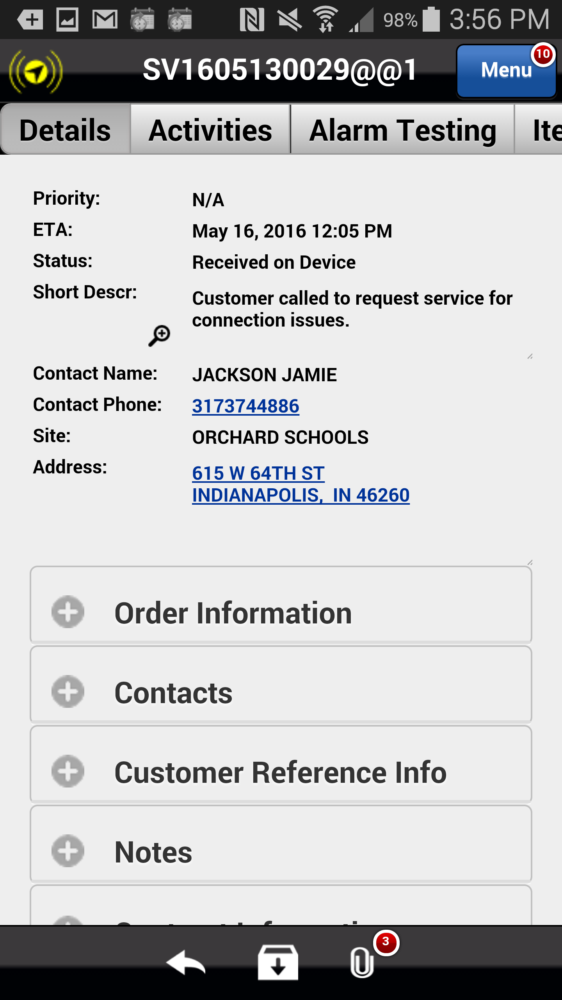 98% 3:56 PM
SV1605130029@@1
Menu
10
Details
Activities
Alarm Testing
Ite
Priority: N/A
ETA: May 16, 2016 12:05 PM
Status: Received on Device
Short Descr: Customer called to request service for
connection issues.
Contact Name: JACKSON JAMIE
Contact Phone: 3173744886
Site: ORCHARD SCHOOLS
Address: 615 W 64TH ST
INDIANAPOLIS, IN 46260
Order Information
Contacts
Customer Reference Info
Notes
3